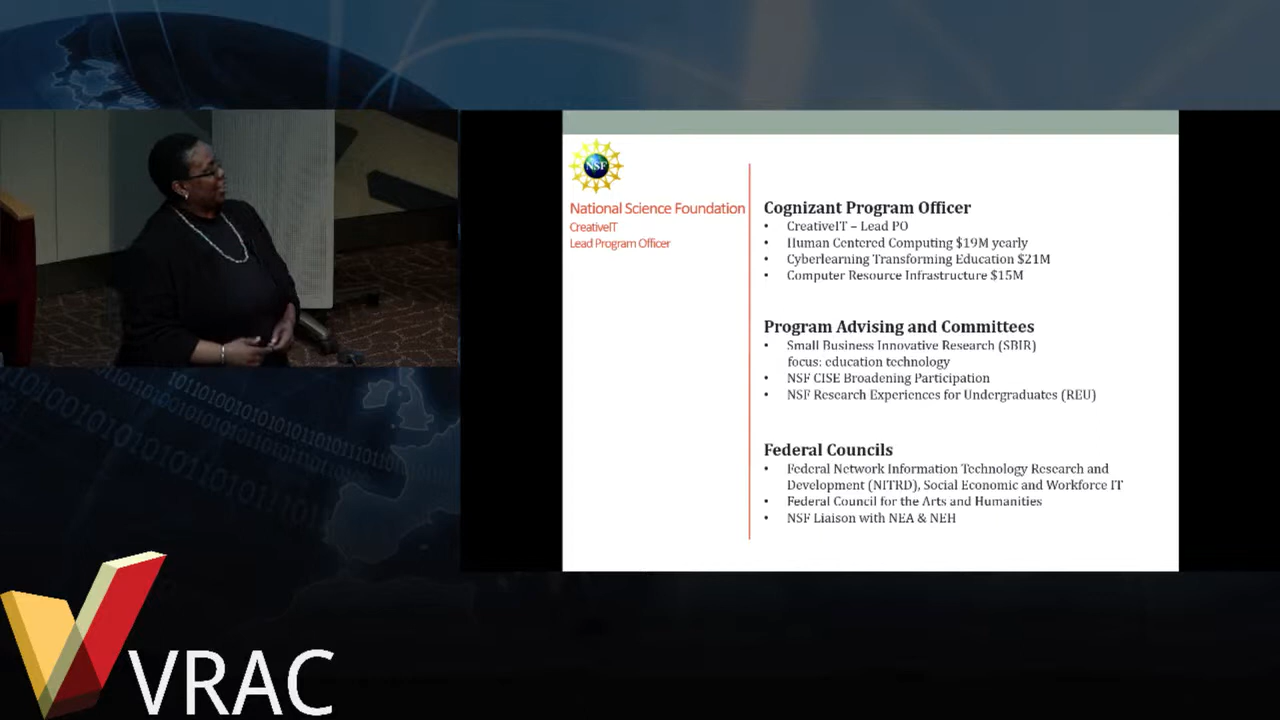 NSF
National Science Foundation
CreativeIT
Lead Program Officer
Cognizant Program Officer
• CreativeIT – Lead PO
• Human Centered Computing $19M yearly
• Cyberlearning Transforming Education $21M
• Computer Resource Infrastructure $15M
Program Advising and Committees
• Small Business Innovative Research (SBIR)
focus: education technology
• NSF CISE Broadening Participation
• NSF Research Experiences for Undergraduates (REU)
Federal Councils
• Federal Network Information Technology Research and
Development (NITRD), Social Economic and Workforce IT
• Federal Council for the Arts and Humanities
• NSF Liaison with NEA & NEH
VRAC